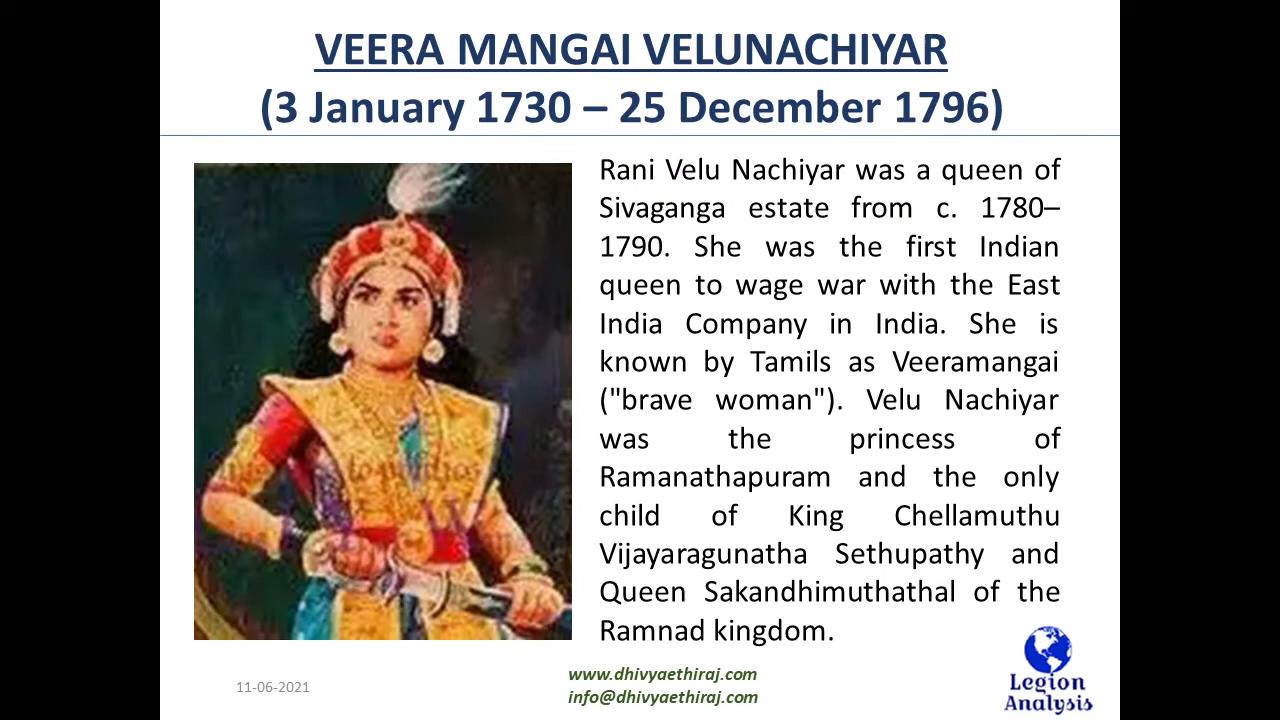 VEERA MANGAI VELUNACHIYAR
(3 January 1730 – 25 December 1796)
Rani Velu Nachiyar was a queen of
Sivaganga estate from c. 1780–
1790. She was the first Indian
queen to wage war with the East
India Company in India. She is
known by Tamils as Veeramangai
("brave woman"). Velu Nachiyar
was the princess of
Ramanathapuram and the only
child of King Chellamuthu
Vijayaragunatha Sethupathy and
Queen Sakandhimuthathal of the
Ramnad kingdom.
11-06-2021
www.dhivyaethiraj.com
info@dhivyaethiraj.com
Legion
Analysis